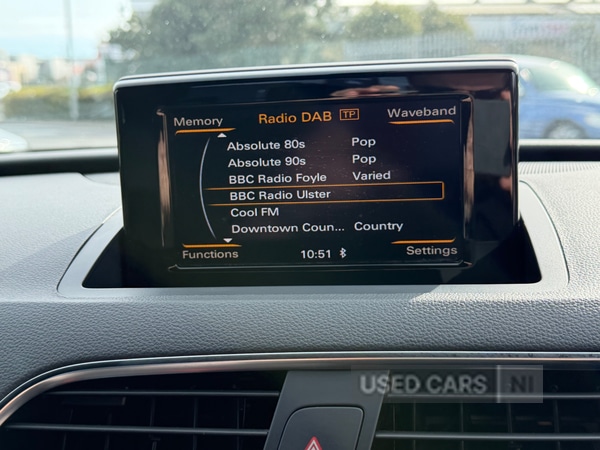 Memory Radio DAB TP Waveband
Absolute 80s Pop
Absolute 90s Pop
BBC Radio Foyle Varied
BBC Radio Ulster
Cool FM
Downtown Coun... Country
Functions 10:51 Settings
USED CARS NI